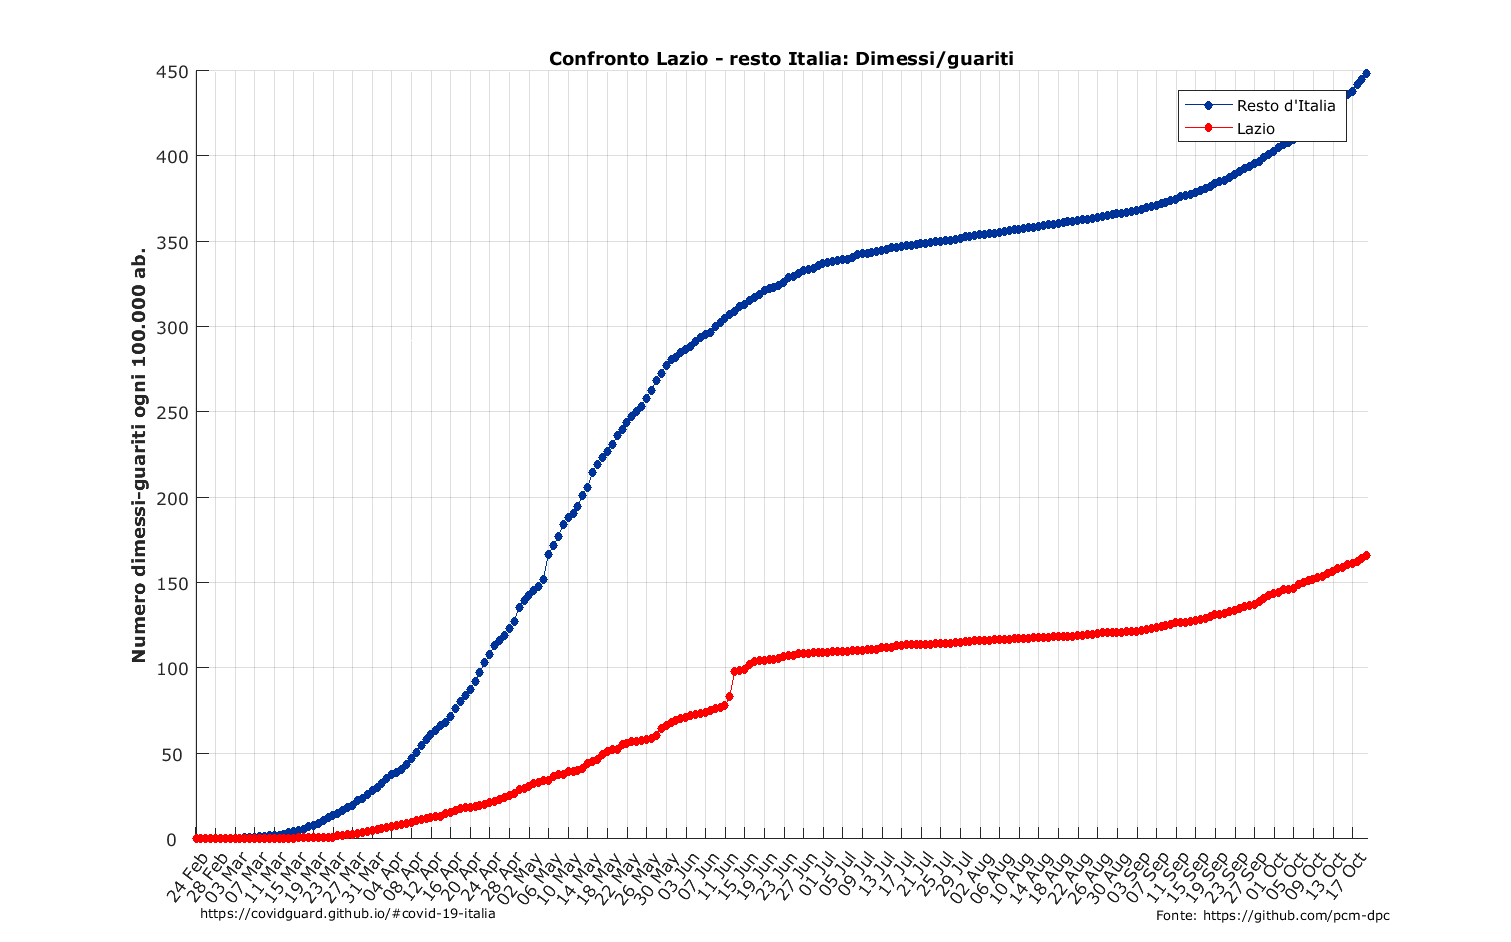 Confronto Lazio - resto Italia: Dimessi/guariti
Numero dimessi-guariti ogni 100.000 ab.
450
400
350
300
250
200
150
100
50
0
Resto d'Italia
Lazio
24 Feb
28 Feb
03 Mar
07 Mar
11 Mar
15 Mar
19 Mar
23 Mar
27 Mar
31 Mar
04 Apr
08 Apr
12 Apr
16 Apr
20 Apr
24 Apr
28 Apr
02 May
06 May
10 May
14 May
18 May
22 May
26 May
30 May
03 Jun
07 Jun
11 Jun
15 Jun
19 Jun
23 Jun
27 Jun
01 Jul
05 Jul
09 Jul
13 Jul
17 Jul
21 Jul
25 Jul
29 Jul
02 Aug
06 Aug
10 Aug
14 Aug
18 Aug
22 Aug
26 Aug
30 Aug
03 Sep
07 Sep
11 Sep
15 Sep
19 Sep
23 Sep
27 Sep
01 Oct
05 Oct
09 Oct
13 Oct
17 Oct
https://covidguard.github.io/#covid-19-italia
Fonte: https://github.com/pcm-dpc